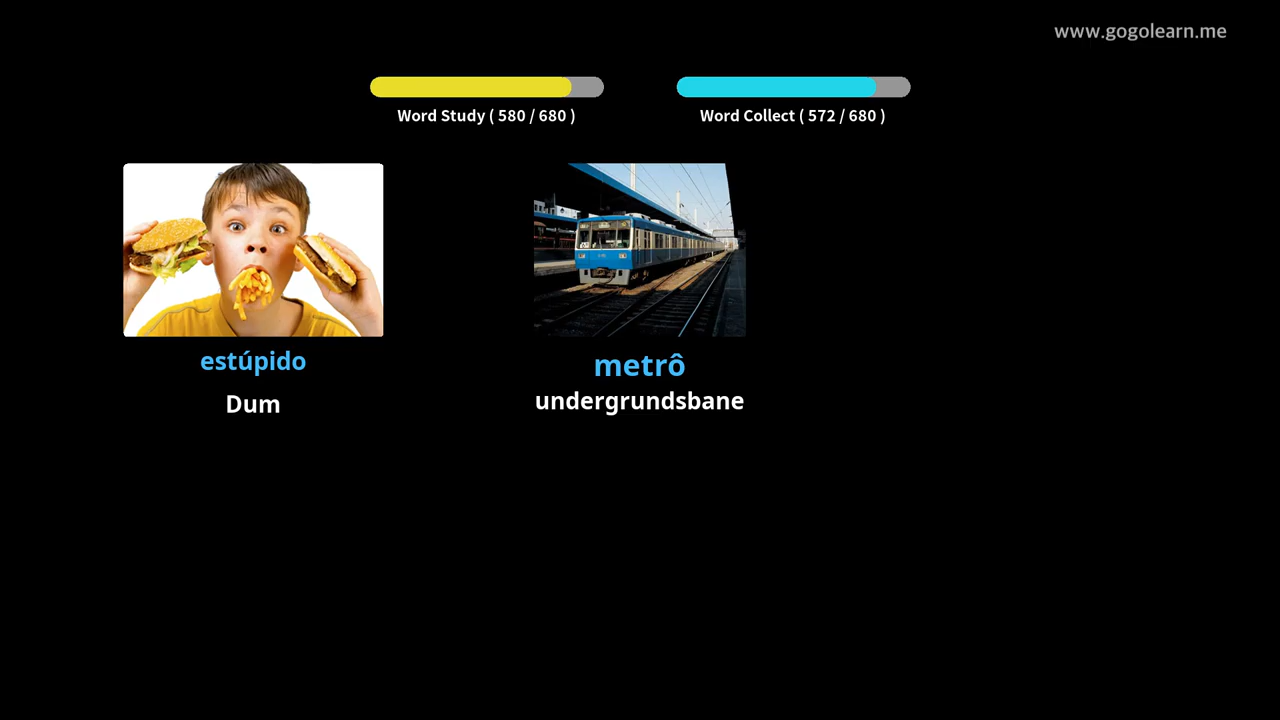 www.gogolearn.me
Word Study ( 580 / 680 )
Word Collect ( 572 / 680 )
estúpido
Dum
metrô
undergrundsbane